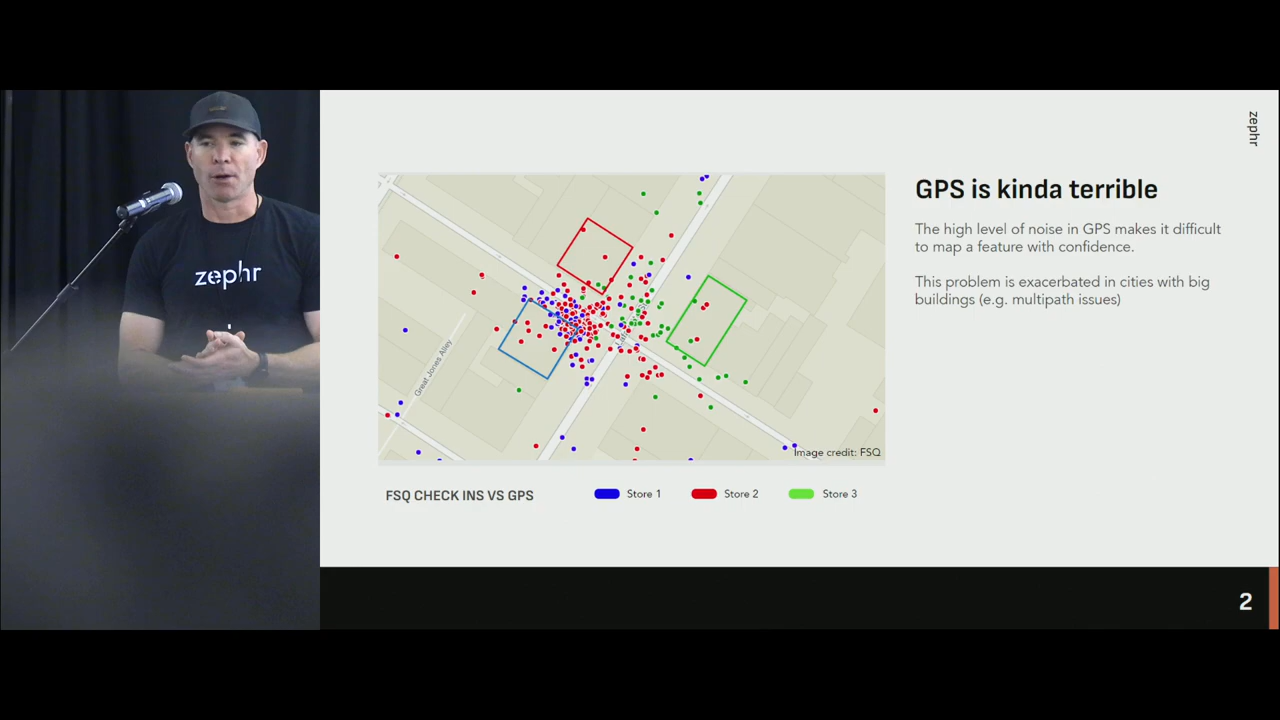 zephr
zephr
GPS is kinda terrible
The high level of noise in GPS makes it difficult
to map a feature with confidence.
This problem is exacerbated in cities with big
buildings (e.g. multipath issues)
Great Jones Alley
Image credit: FSQ
FSQ CHECK INS VS GPS
Store 1
Store 2
Store 3
2